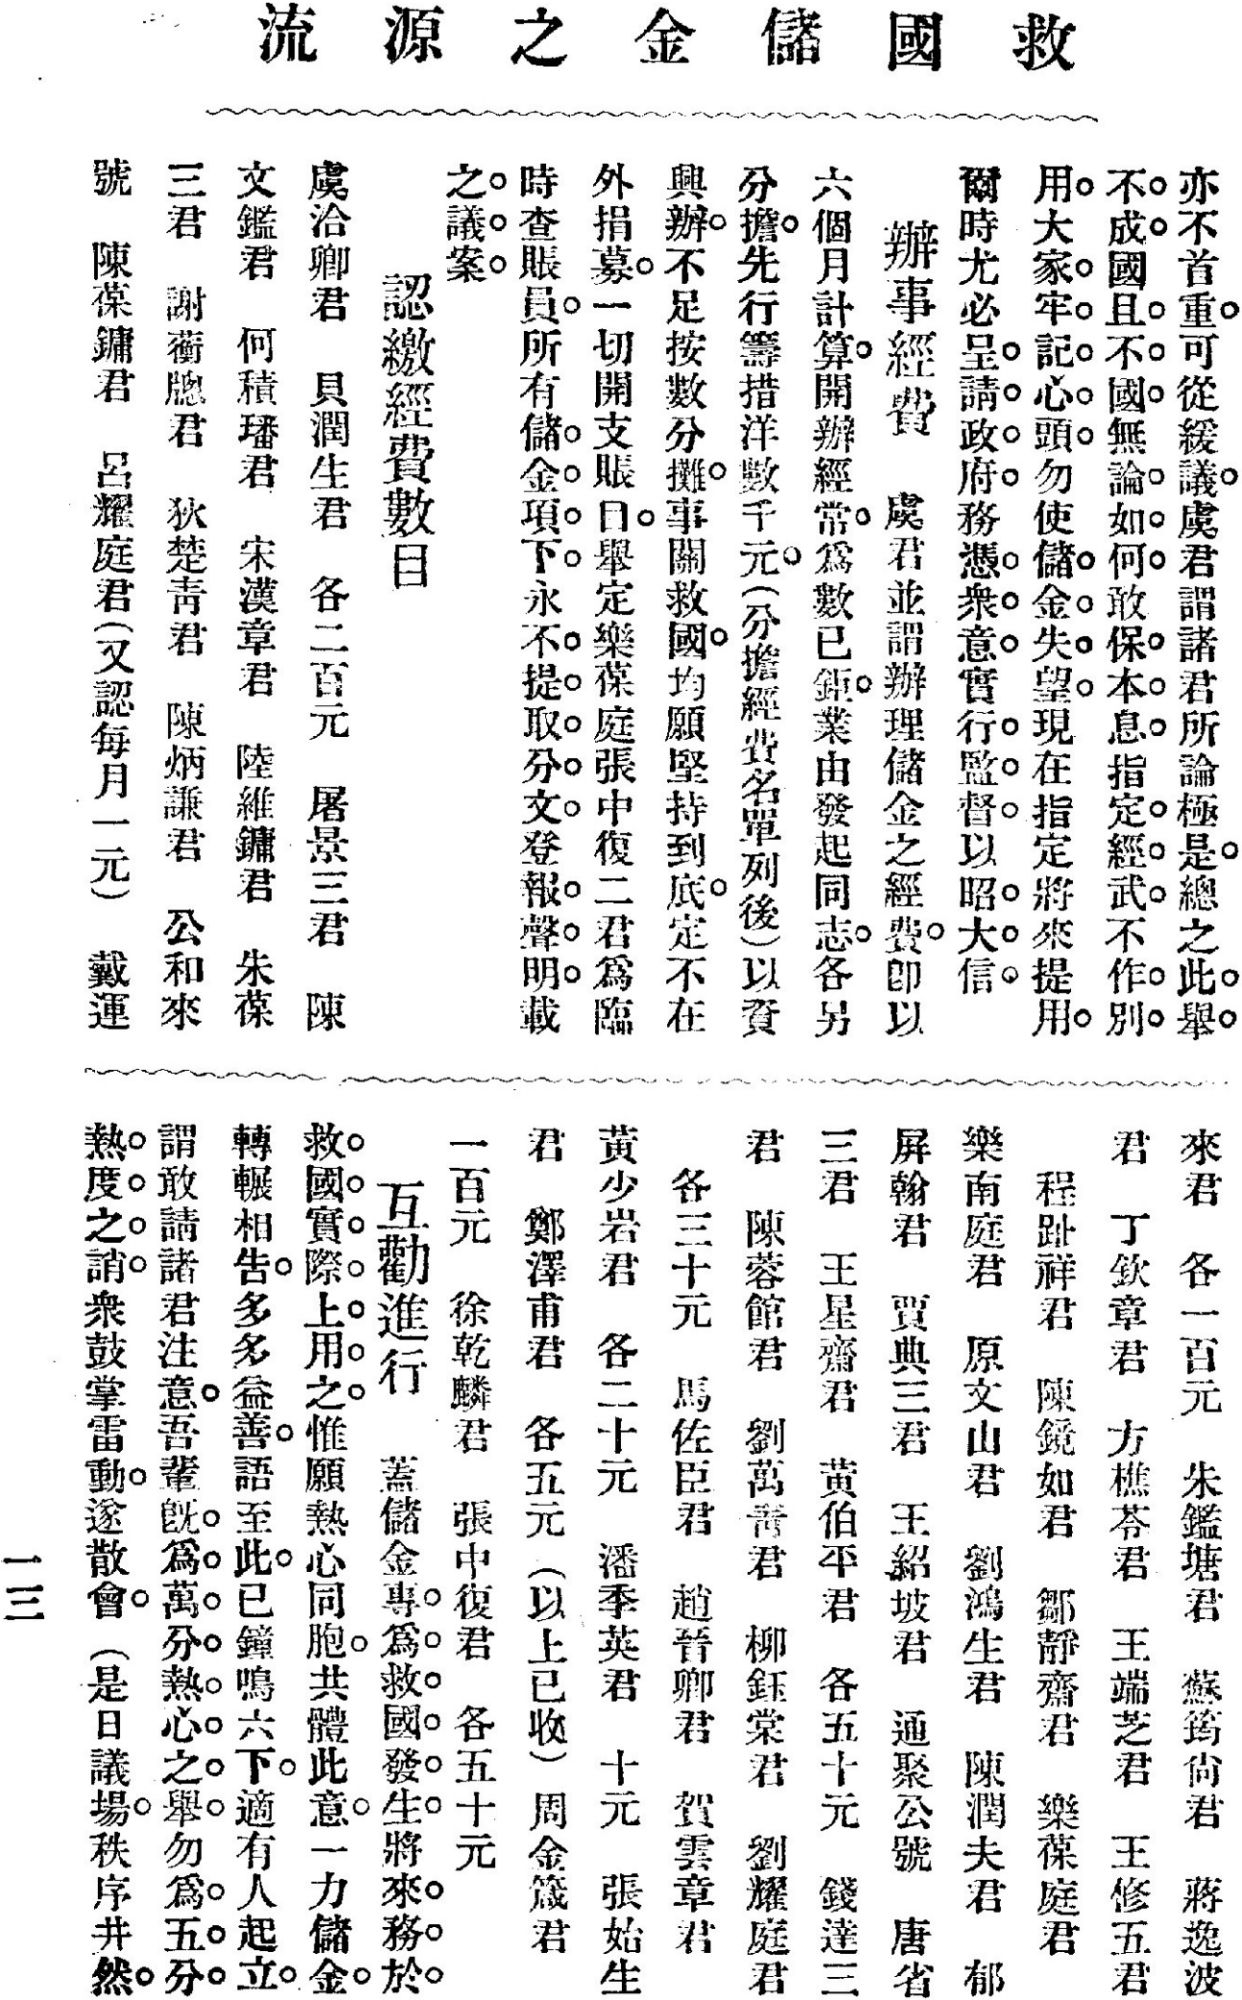 救國儲金之源流
亦不首重可從緩議虞君謂諸君所論極是總之此舉
不成國且不國無論如何敢保本息指定經武不作別
用大家牢記心頭勿使儲金失望現在指定將來提用
爾時尤必呈請政府務憑衆意實行監督以昭大信
辦事經費　虞君並謂辦理儲金之經費卽以
六個月計算開辦經常爲數已鉅業由發起同志各另
分擔先行籌措洋數千元(分擔經費名單列後)以資
興辦不足按數分攤事關救國均願堅持到底定不在
外捐募一切開支賬目舉定樂葆庭張中復二君爲臨
時查賬員所有儲金項下永不提取分文登報聲明載
之議案
認繳經費數目
虞洽卿君　貝潤生君　各二百元　屠景三君　陳
文鑑君　何積璠君　宋漢章君　陸維鏞君　朱葆
三君　謝蘅牕君　狄楚靑君　陳炳謙君　公和來
號　陳葆鏞君　呂耀庭君(又認每月一元)　戴運
來君　各一百元　朱鑑塘君　蘇筠尙君　蔣逸波
君　丁欽章君　方樵苓君　王端芝君　王修五君
程趾祥君　陳鏡如君　鄒靜齋君　樂葆庭君
樂南庭君　原文山君　劉鴻生君　陳潤夫君　郁
屏翰君　賈典三君　王紹坡君　通聚公號　唐省
三君　王星齋君　黃伯平君　各五十元　錢達三
君　陳蓉館君　劉萬靑君　柳鈺棠君　劉耀庭君
各三十元　馬佐臣君　趙晉卿君　賀雲章君
黃少岩君　各二十元　潘季英君　十元　張始生
君　鄭澤甫君　各五元(以上已收)周金箴君
一百元　徐乾麟君　張中復君　各五十元
互勸進行　蓋儲金專爲救國發生將來務於
救國實際上用之惟願熱心同胞共體此意一力儲金
轉輾相告多多益善語至此已鐘鳴六下適有人起立
謂敢請諸君注意吾輩旣爲萬分熱心之舉勿爲五分
熱度之誚衆鼓掌雷動遂散會(是日議場秩序井然
一三